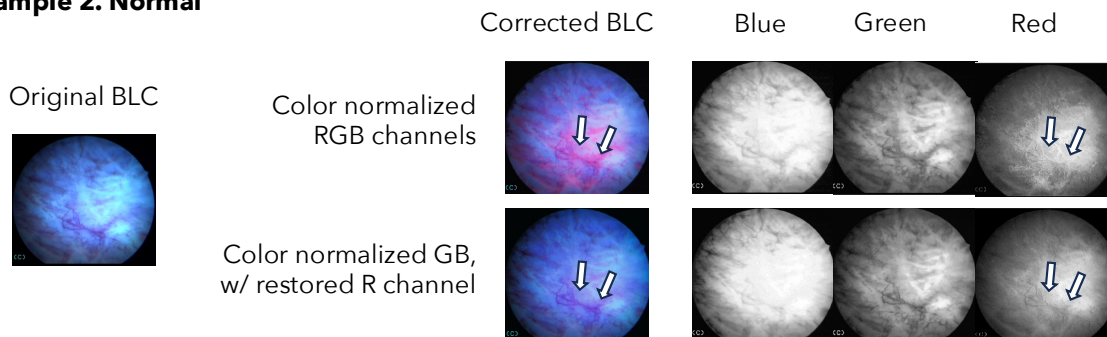 ample 2. Normal
Corrected BLC
Blue
Green
Red
Original BLC
Color normalized
RGB channels
Color normalized GB,
w/ restored R channel